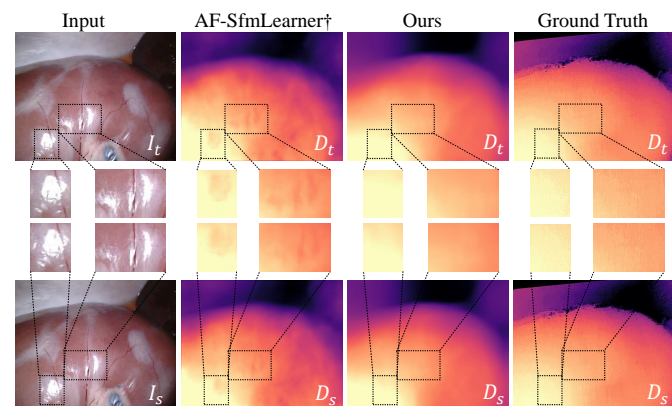 Input AF-SfmLearner† Ours Ground Truth
I_t D_t D_t D_t
I_s D_s D_s D_s